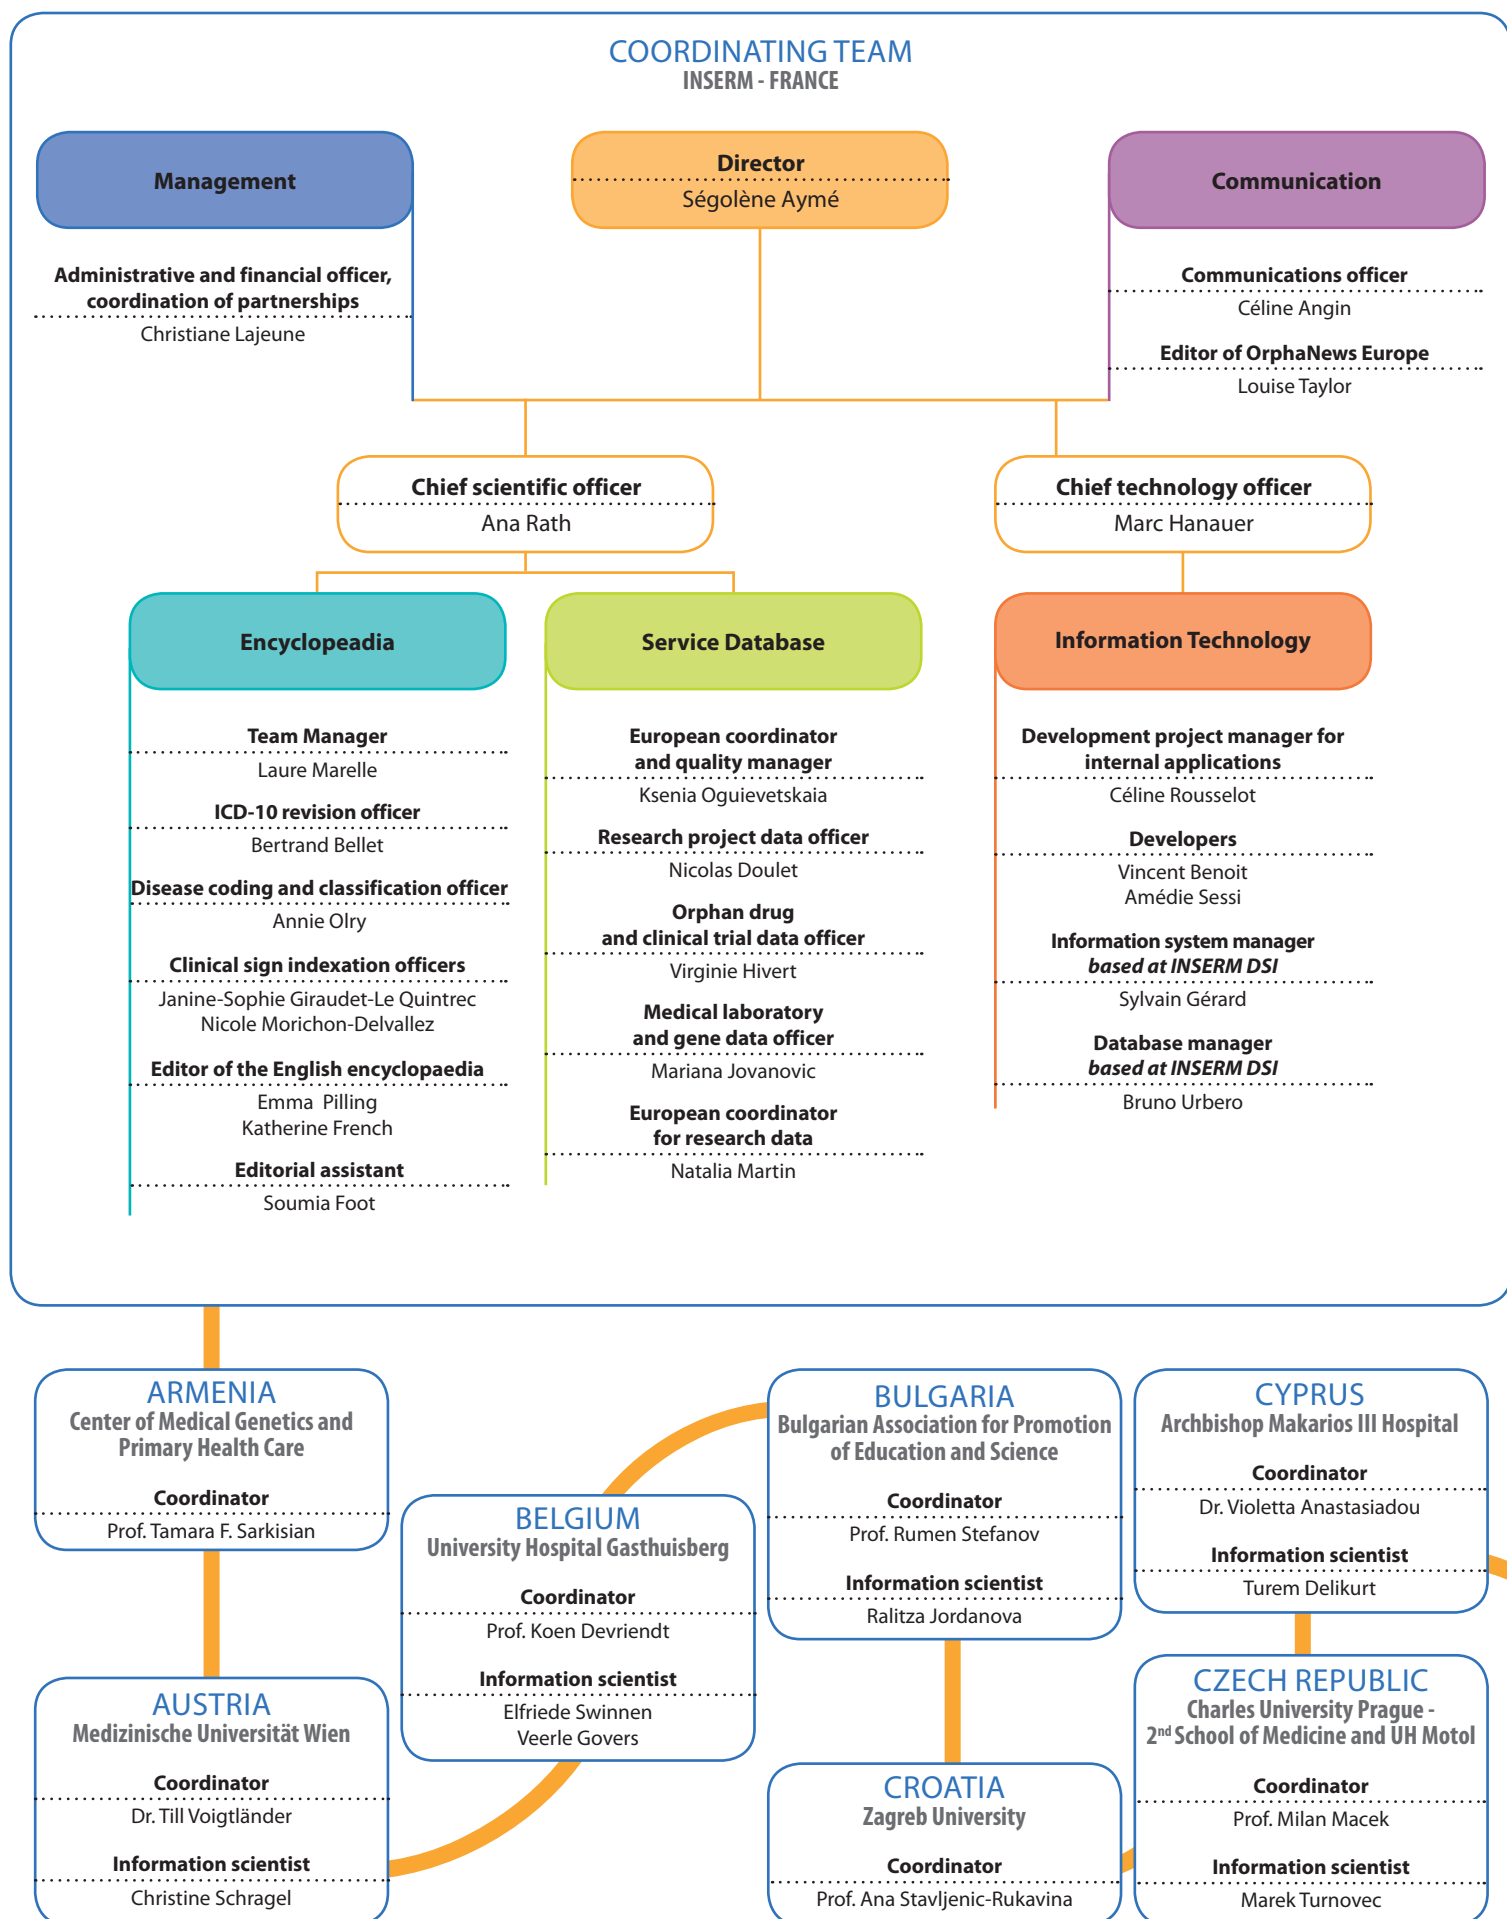 COORDINATING TEAM
INSERM - FRANCE
Management
Director
Ségolène Aymé
Communication
Administrative and financial officer,
coordination of partnerships
Christiane Lajeune
Communications officer
Céline Angin
Editor of OrphaNews Europe
Louise Taylor
Chief scientific officer
Ana Rath
Chief technology officer
Marc Hanauer
Encyclopeadia
Team Manager
Laure Marelle
ICD-10 revision officer
Bertrand Bellet
Disease coding and classification officer
Annie Olry
Clinical sign indexation officers
Janine-Sophie Giraudet-Le Quintrec
Nicole Morichon-Delvallez
Editor of the English encyclopaedia
Emma Pilling
Katherine French
Editorial assistant
Soumia Foot
Service Database
European coordinator
and quality manager
Ksenia Oguievetskaia
Research project data officer
Nicolas Doulet
Orphan drug
and clinical trial data officer
Virginie Hivert
Medical laboratory
and gene data officer
Mariana Jovanovic
European coordinator
for research data
Natalia Martin
Information Technology
Development project manager for
internal applications
Céline Rousselot
Developers
Vincent Benoit
Amédie Sessi
Information system manager
based at INSERM DSI
Sylvain Gérard
Database manager
based at INSERM DSI
Bruno Urbero
ARMENIA
Center of Medical Genetics and
Primary Health Care
Coordinator
Prof. Tamara F. Sarkisian
AUSTRIA
Medizinische Universität Wien
Coordinator
Dr. Till Voigtländer
Information scientist
Christine Schragel
BELGIUM
University Hospital Gasthuisberg
Coordinator
Prof. Koen Devriendt
Information scientist
Elfriede Swinnen
Veerle Govers
BULGARIA
Bulgarian Association for Promotion
of Education and Science
Coordinator
Prof. Rumen Stefanov
Information scientist
Ralitza Jordanova
CROATIA
Zagreb University
Coordinator
Prof. Ana Stavljenic-Rukavina
CYPRUS
Archbishop Makarios III Hospital
Coordinator
Dr. Violetta Anastasiadou
Information scientist
Turem Delikurt
CZECH REPUBLIC
Charles University Prague -
2nd School of Medicine and UH Motol
Coordinator
Prof. Milan Macek
Information scientist
Marek Turnovec